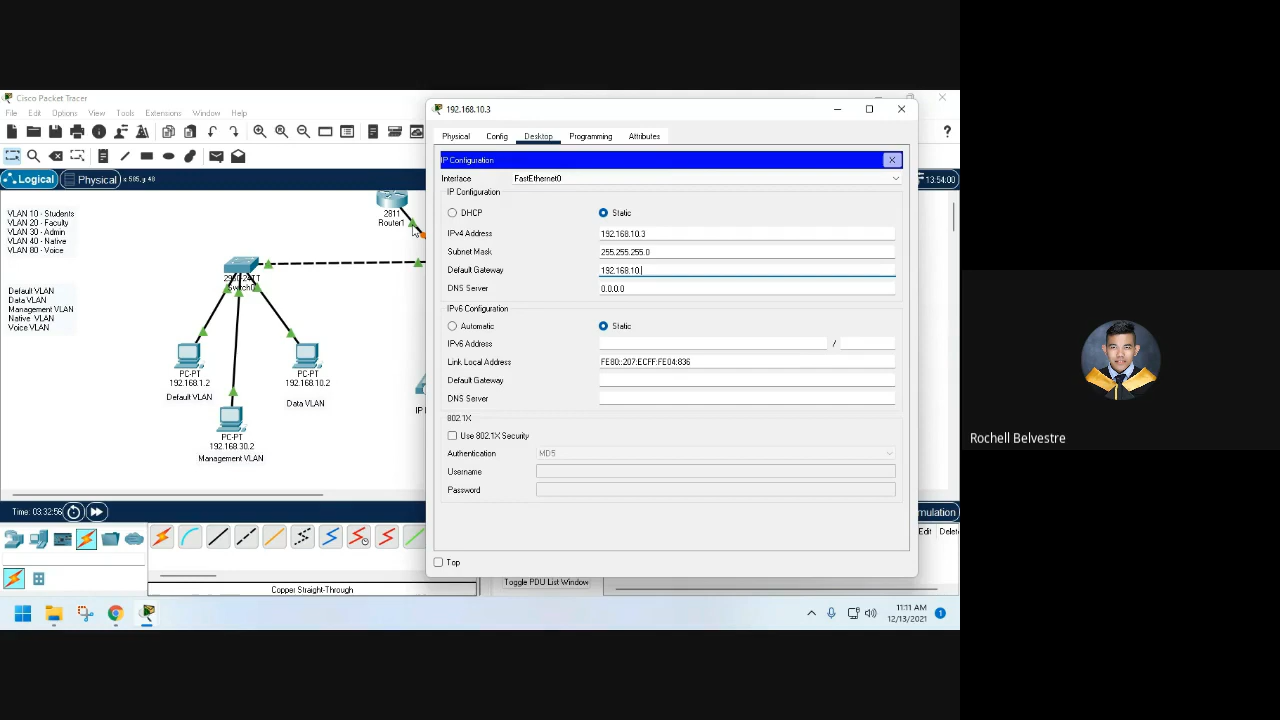 Cisco Packet Tracer
File Edit Options View Tools Extensions Window Help
Logical Physical x 585, y 48
13:54:00
VLAN 10 - Students
VLAN 20 - Faculty
VLAN 30 - Admin
VLAN 40 - Native
VLAN 80 - Voice
Default VLAN
Data VLAN
Management VLAN
Native VLAN
Voice VLAN
2811
Router1
PC-PT
192.168.1.2
Default VLAN
PC-PT
192.168.10.2
Data VLAN
PC-PT
192.168.30.2
Management VLAN
192.168.10.3
Physical Config Desktop Programming Attributes
IP Configuration
Interface FastEthernet0
IP Configuration
DHCP Static
IPv4 Address 192.168.10.3
Subnet Mask 255.255.255.0
Default Gateway 192.168.10.
DNS Server 0.0.0.0
IPv6 Configuration
Automatic Static
IPv6 Address /
Link Local Address FE80::207:ECFF:FE04:836
Default Gateway
DNS Server
802.1X
Use 802.1X Security
Authentication MD5
Username
Password
Top
Time: 03:32:56
Edit
Copper Straight-Through
Toggle PDU List Window
11:11 AM
12/13/2021
1
Rochell Belvestre